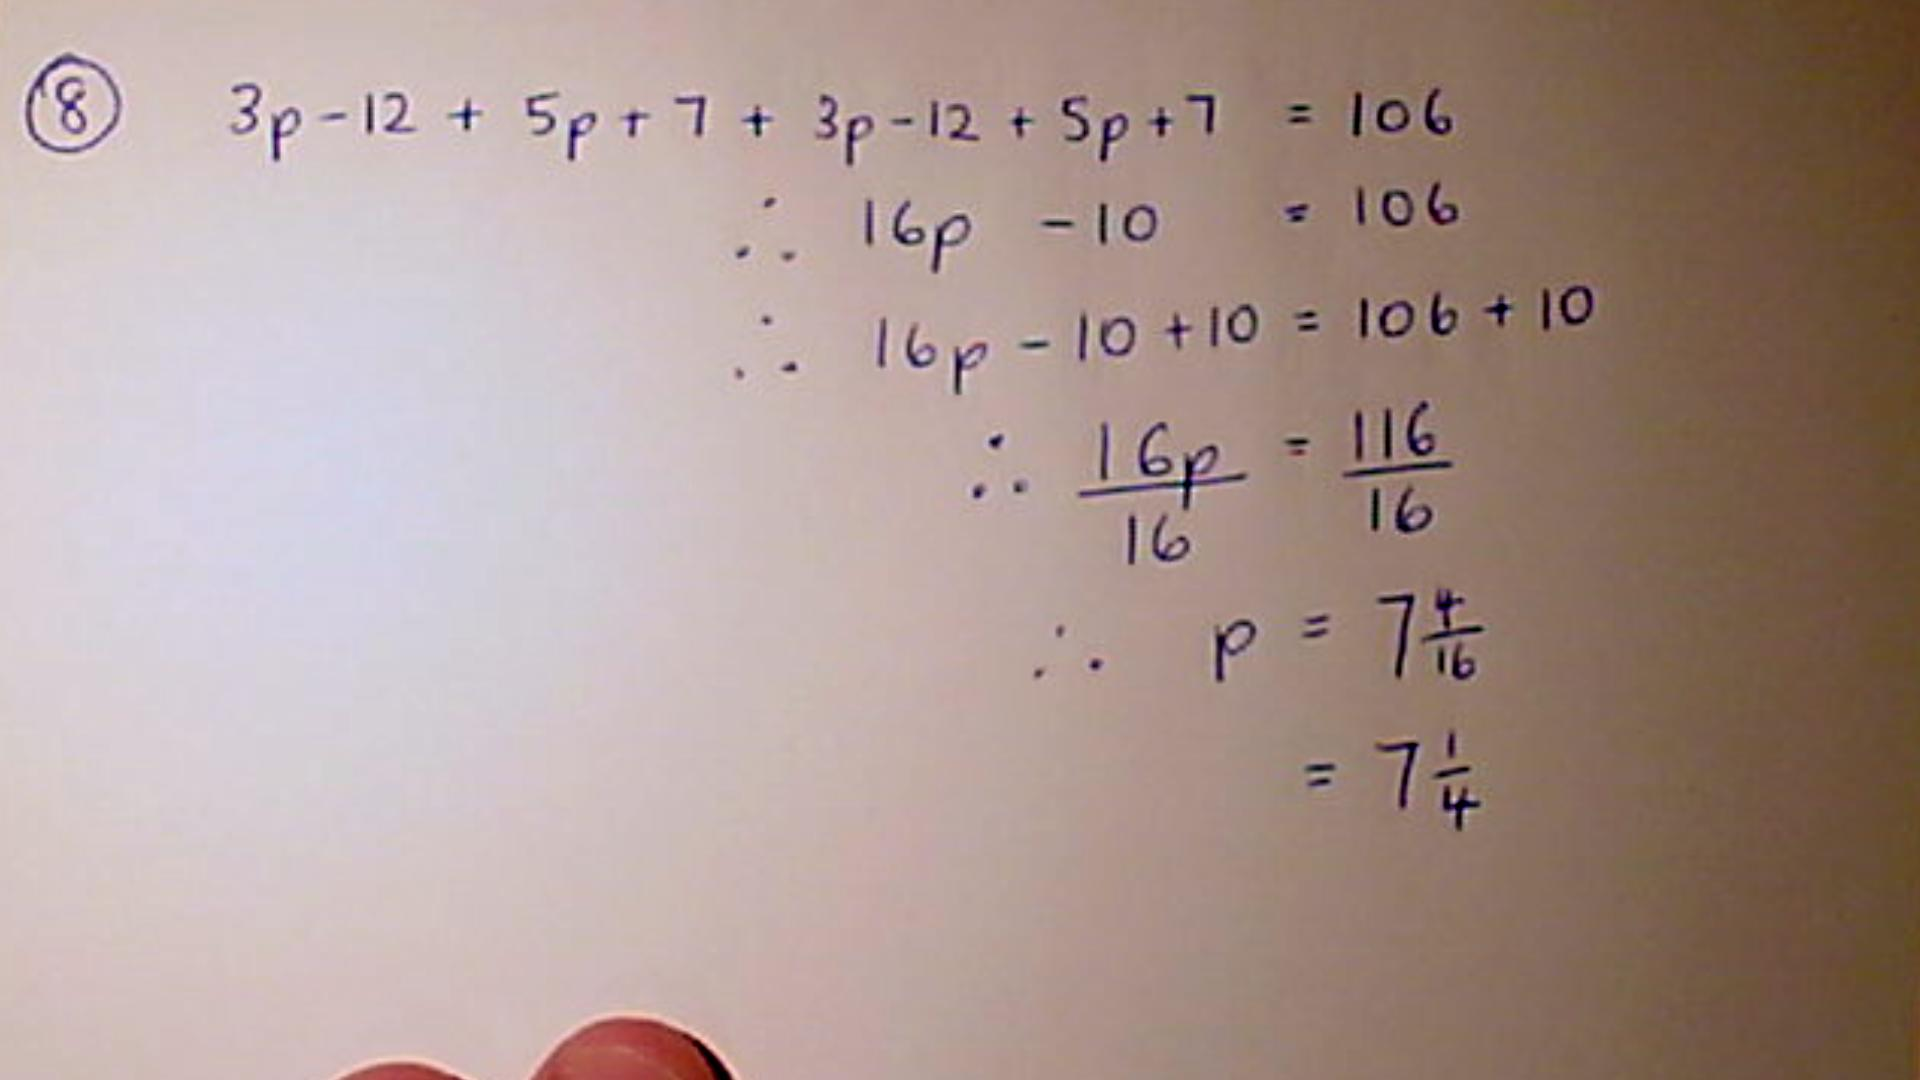 ⑧ 3p-12 + 5p+7 + 3p-12 + 5p+7 = 106
∴ 16p -10 = 106
∴ 16p - 10 +10 = 106 + 10
∴ 16p/16 = 116/16
∴ p = 7 4/16
= 7 1/4